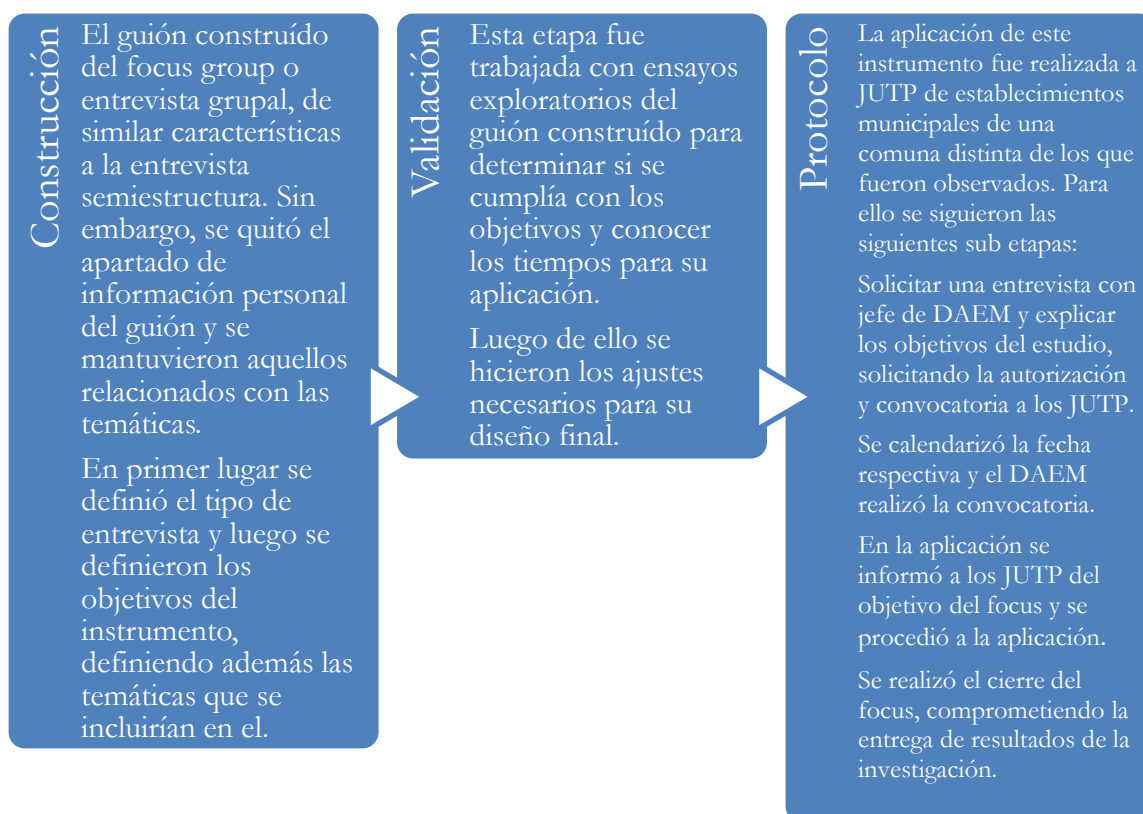 Construcción
El guión construído
del focus group o
entrevista grupal, de
similar características
a la entrevista
semiestructura. Sin
embargo, se quitó el
apartado de
información personal
del guión y se
mantuvieron aquellos
relacionados con las
temáticas.
En primer lugar se
definió el tipo de
entrevista y luego se
definieron los
objetivos del
instrumento,
definiendo además las
temáticas que se
incluirían en el.
Validación
Esta etapa fue
trabajada con ensayos
exploratorios del
guión construído para
determinar si se
cumplía con los
objetivos y conocer
los tiempos para su
aplicación.
Luego de ello se
hicieron los ajustes
necesarios para su
diseño final.
Protocolo
La aplicación de este
instrumento fue realizada a
JUTP de establecimientos
municipales de una
comuna distinta de los que
fueron observados. Para
ello se siguieron las
siguientes sub etapas:
Solicitar una entrevista con
jefe de DAEM y explicar
los objetivos del estudio,
solicitando la autorización
y convocatoria a los JUTP.
Se calendarizó la fecha
respectiva y el DAEM
realizó la convocatoria.
En la aplicación se
informó a los JUTP del
objetivo del focus y se
procedió a la aplicación.
Se realizó el cierre del
focus, comprometiendo la
entrega de resultados de la
investigación.